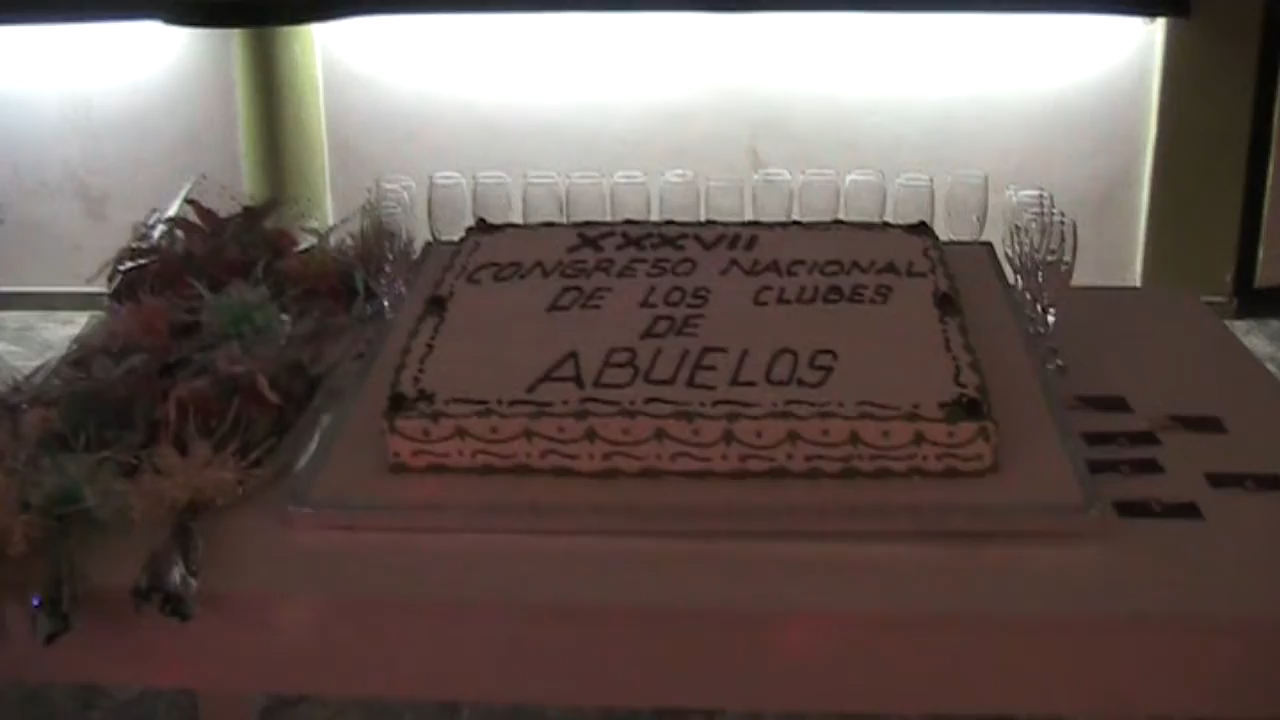 XXXVII
CONGRESO NACIONAL
DE LOS CLUBES
DE
ABUELOS